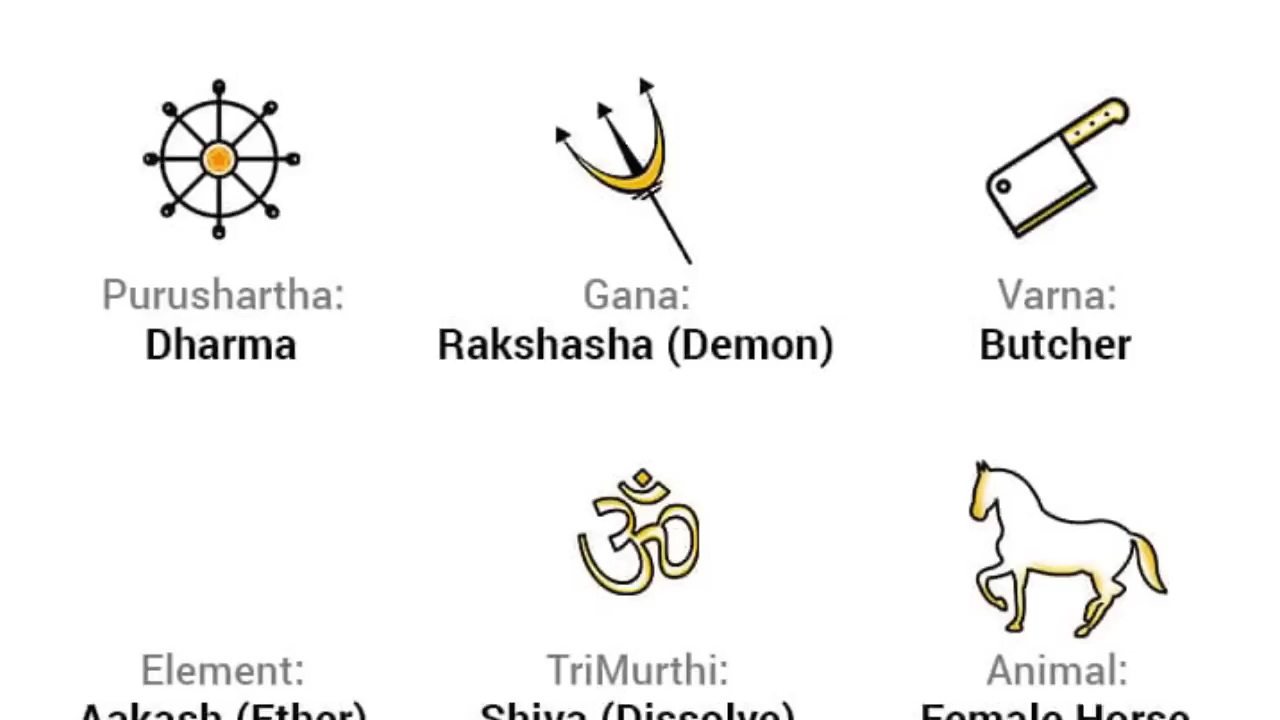 Purushartha: Gana: Varna:
Dharma Rakshasha (Demon) Butcher
Element: TriMurthi: Animal:
Aakash (Ether) Shiva (Dissolve) Female Horse